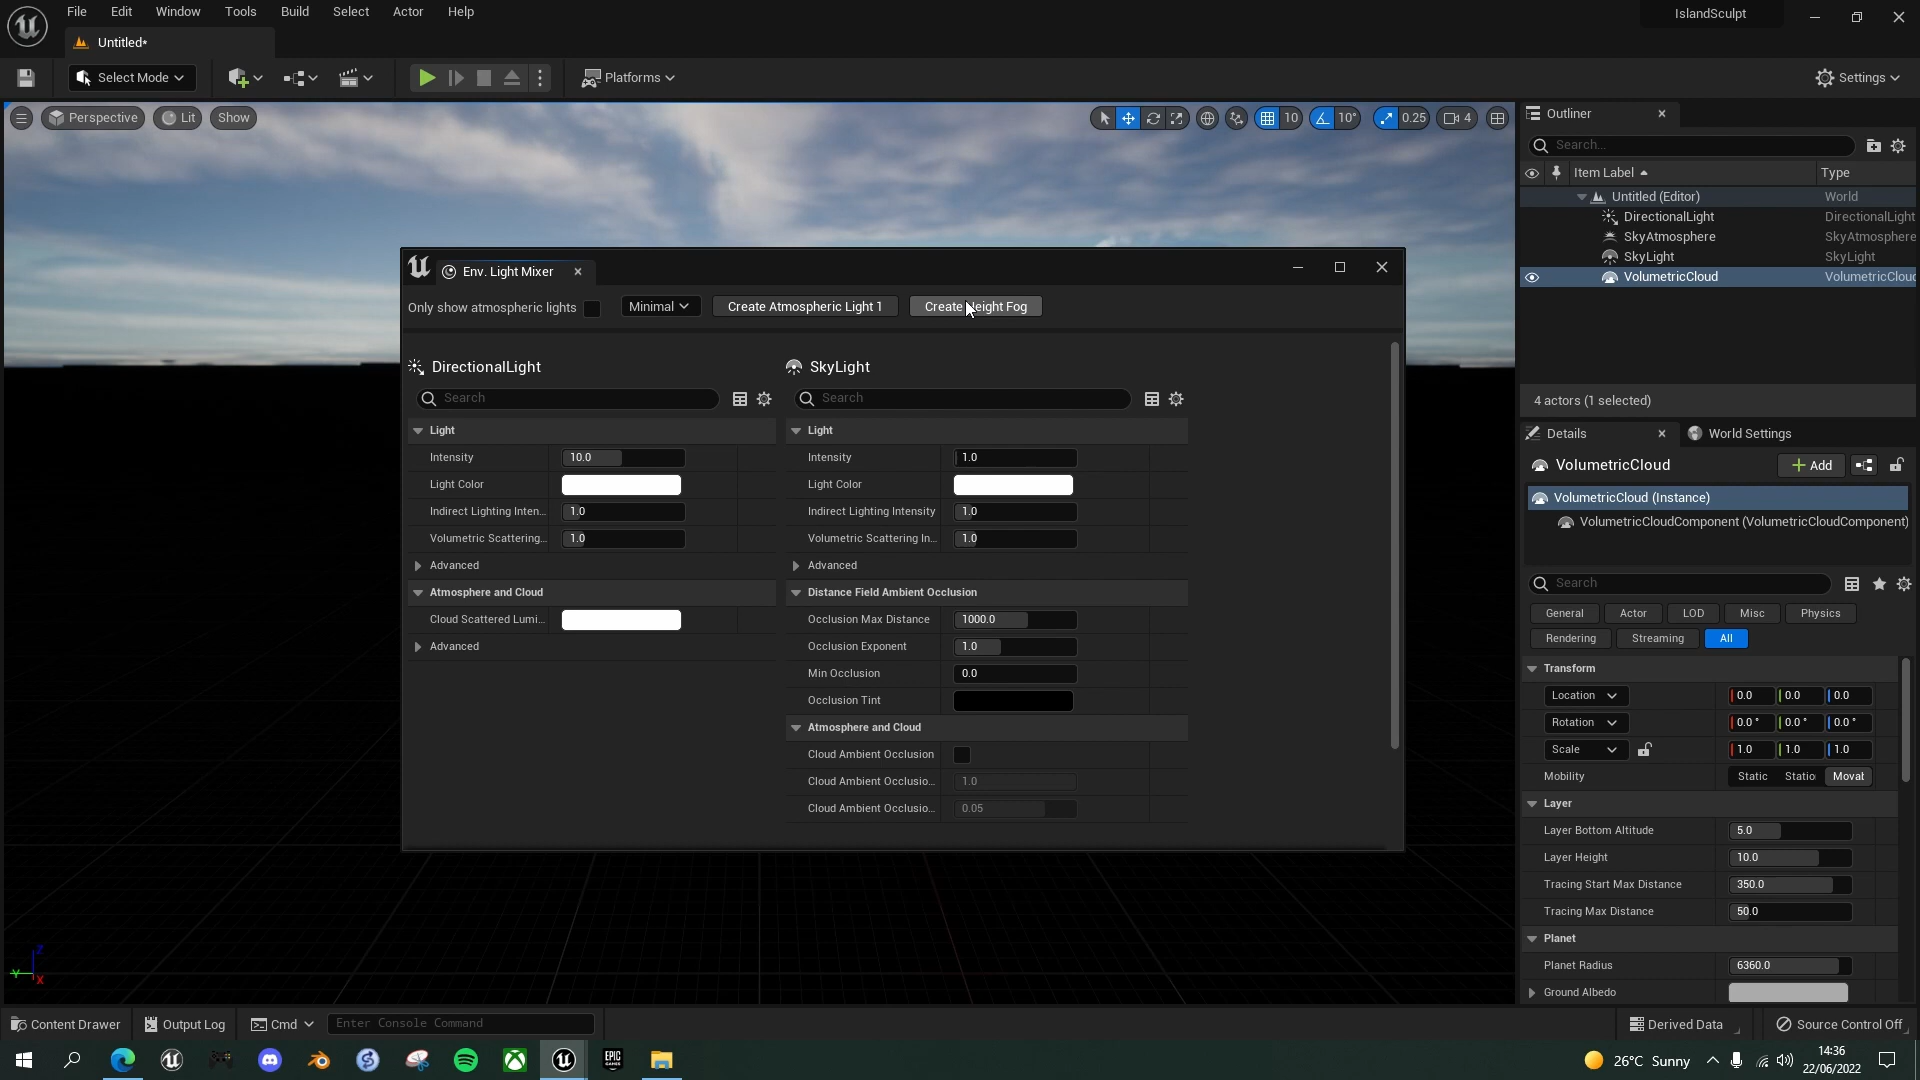 File Edit Window Tools Build Select Actor Help
IslandSculpt
Untitled*
Select Mode
Platforms
Settings
Perspective Lit Show
10 10° 0.25 4
Outliner
Search...
Item Label Type
Untitled (Editor) World
DirectionalLight DirectionalLight
SkyAtmosphere SkyAtmosphere
SkyLight SkyLight
VolumetricCloud VolumetricCloud
4 actors (1 selected)
Env. Light Mixer
Only show atmospheric lights Minimal Create Atmospheric Light 1 Create Height Fog
DirectionalLight
Search
Light
Intensity 10.0
Light Color
Indirect Lighting Inten... 1.0
Volumetric Scattering... 1.0
Advanced
Atmosphere and Cloud
Cloud Scattered Lumi...
Advanced
SkyLight
Search
Light
Intensity 1.0
Light Color
Indirect Lighting Intensity 1.0
Volumetric Scattering In... 1.0
Advanced
Distance Field Ambient Occlusion
Occlusion Max Distance 1000.0
Occlusion Exponent 1.0
Min Occlusion 0.0
Occlusion Tint
Atmosphere and Cloud
Cloud Ambient Occlusion
Cloud Ambient Occlusio... 1.0
Cloud Ambient Occlusio... 0.05
Details World Settings
VolumetricCloud Add
VolumetricCloud (Instance)
VolumetricCloudComponent (VolumetricCloudComponent)
Search
General Actor LOD Misc Physics
Rendering Streaming All
Transform
Location 0.0 0.0 0.0
Rotation 0.0 ° 0.0 ° 0.0 °
Scale 1.0 1.0 1.0
Mobility Static Statio Movab
Layer
Layer Bottom Altitude 5.0
Layer Height 10.0
Tracing Start Max Distance 350.0
Tracing Max Distance 50.0
Planet
Planet Radius 6360.0
Ground Albedo
Z
Y
X
Content Drawer Output Log Cmd Enter Console Command
Derived Data Source Control Off
EPIC GAMES
26°C Sunny
14:36
22/06/2022